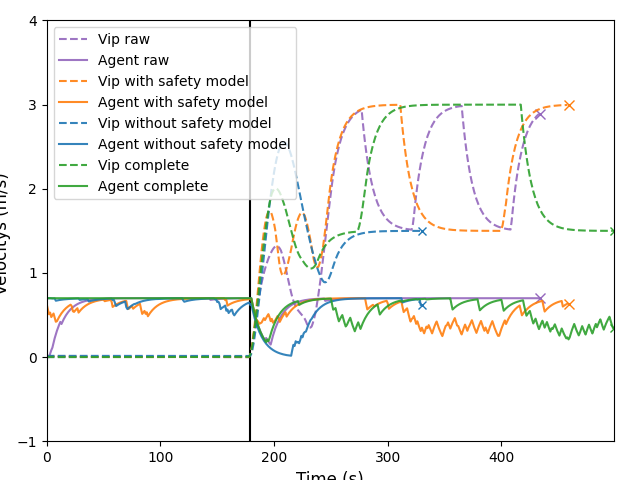 4
3
2
1
0
−1
Velocitys (m/s)
Vip raw
Agent raw
Vip with safety model
Agent with safety model
Vip without safety model
Agent without safety model
Vip complete
Agent complete
0 100 200 300 400
Time (s)